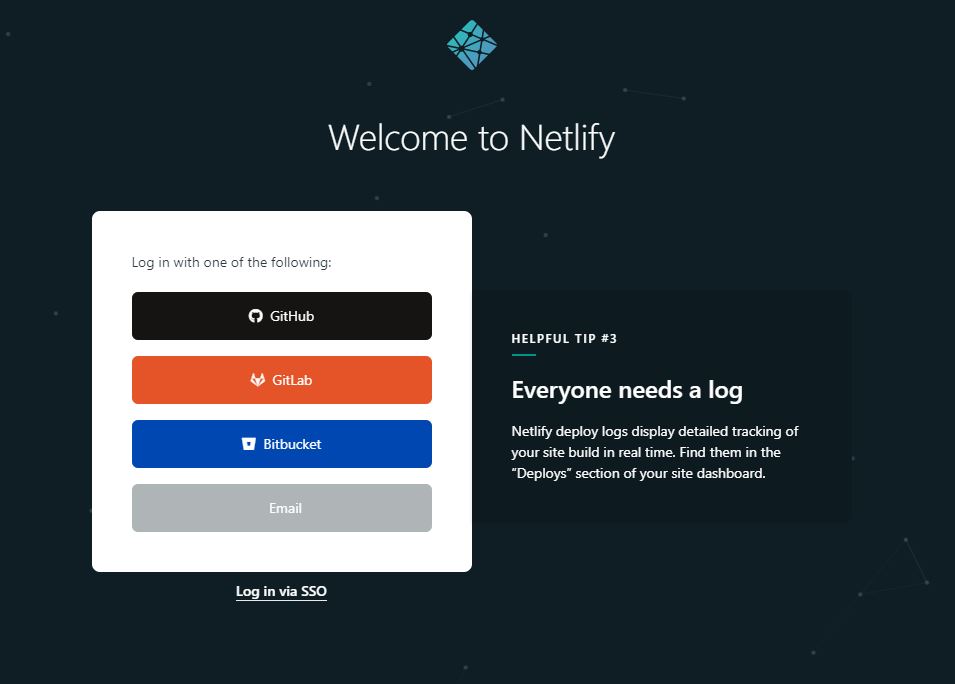 Welcome to Netlify
Log in with one of the following:
GitHub
GitLab
Bitbucket
Email
Log in via SSO
HELPFUL TIP #3
Everyone needs a log
Netlify deploy logs display detailed tracking of
your site build in real time. Find them in the
“Deploys” section of your site dashboard.